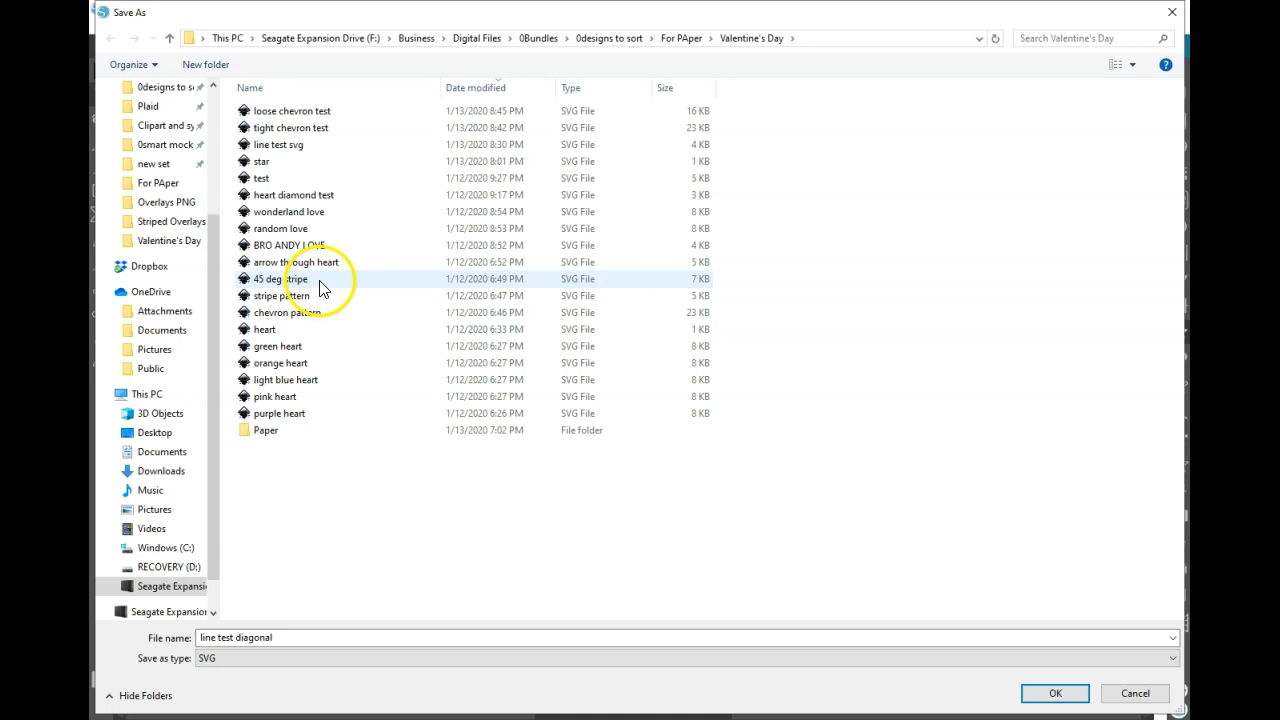 Save As
This PC > Seagate Expansion Drive (F:) > Business > Digital Files > 0Bundles > 0designs to sort > For PAper > Valentine's Day >
Search Valentine's Day
Organize
New folder
0designs to s
Plaid
Clipart and sy
0smart mock
new set
For PAper
Overlays PNG
Striped Overlays
Valentine's Day
Dropbox
OneDrive
Attachments
Documents
Pictures
Public
This PC
3D Objects
Desktop
Documents
Downloads
Music
Pictures
Videos
Windows (C:)
RECOVERY (D:)
Seagate Expansi
Seagate Expansion
Name Date modified Type Size
loose chevron test 1/13/2020 8:45 PM SVG File 16 KB
tight chevron test 1/13/2020 8:42 PM SVG File 23 KB
line test svg 1/13/2020 8:30 PM SVG File 4 KB
star 1/13/2020 8:01 PM SVG File 1 KB
test 1/12/2020 9:27 PM SVG File 5 KB
heart diamond test 1/12/2020 9:17 PM SVG File 3 KB
wonderland love 1/12/2020 8:54 PM SVG File 8 KB
random love 1/12/2020 8:53 PM SVG File 8 KB
BRO ANDY LOVE 1/12/2020 8:52 PM SVG File 4 KB
arrow through heart 1/12/2020 6:52 PM SVG File 5 KB
45 deg stripe 1/12/2020 6:49 PM SVG File 7 KB
stripe pattern 1/12/2020 6:47 PM SVG File 5 KB
chevron pattern 1/12/2020 6:46 PM SVG File 23 KB
heart 1/12/2020 6:33 PM SVG File 1 KB
green heart 1/12/2020 6:27 PM SVG File 8 KB
orange heart 1/12/2020 6:27 PM SVG File 8 KB
light blue heart 1/12/2020 6:27 PM SVG File 8 KB
pink heart 1/12/2020 6:27 PM SVG File 8 KB
purple heart 1/12/2020 6:26 PM SVG File 8 KB
Paper 1/13/2020 7:02 PM File folder
File name: line test diagonal
Save as type: SVG
Hide Folders
OK
Cancel